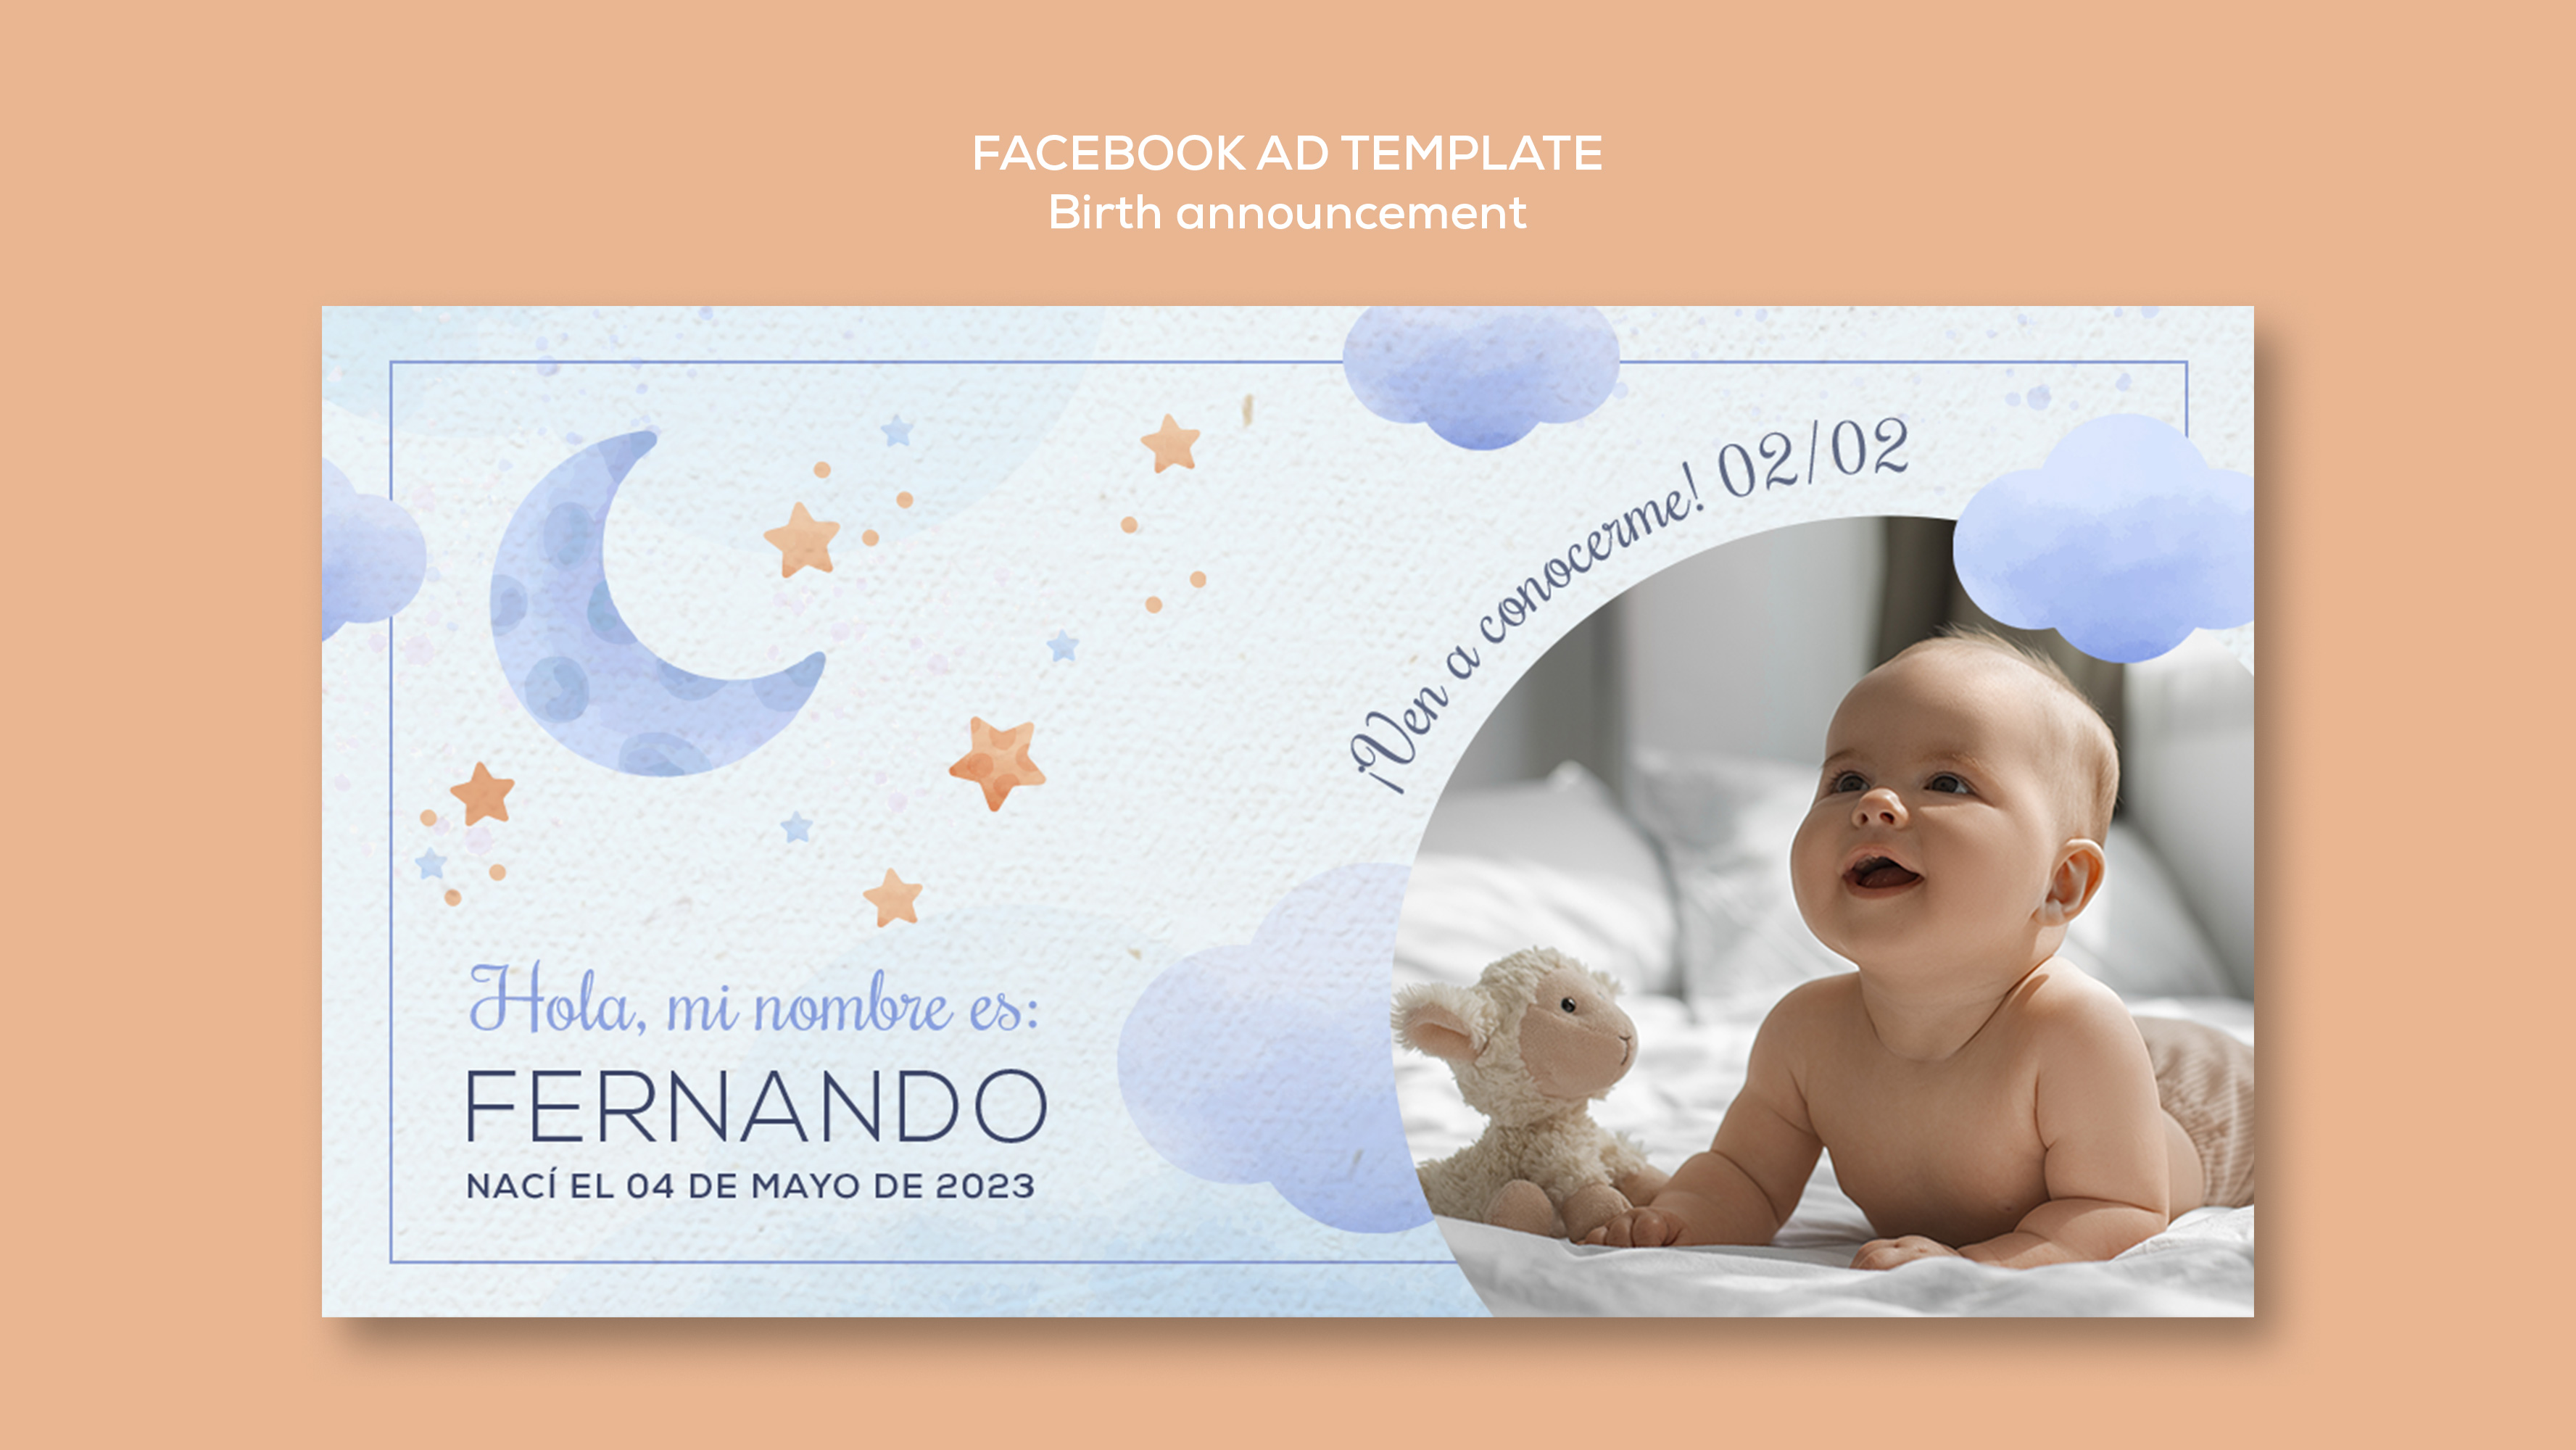 FACEBOOK AD TEMPLATE
Birth announcement
¡Ven a conocerme! 02/02
Hola, mi nombre es:
FERNANDO
NACÍ EL 04 DE MAYO DE 2023